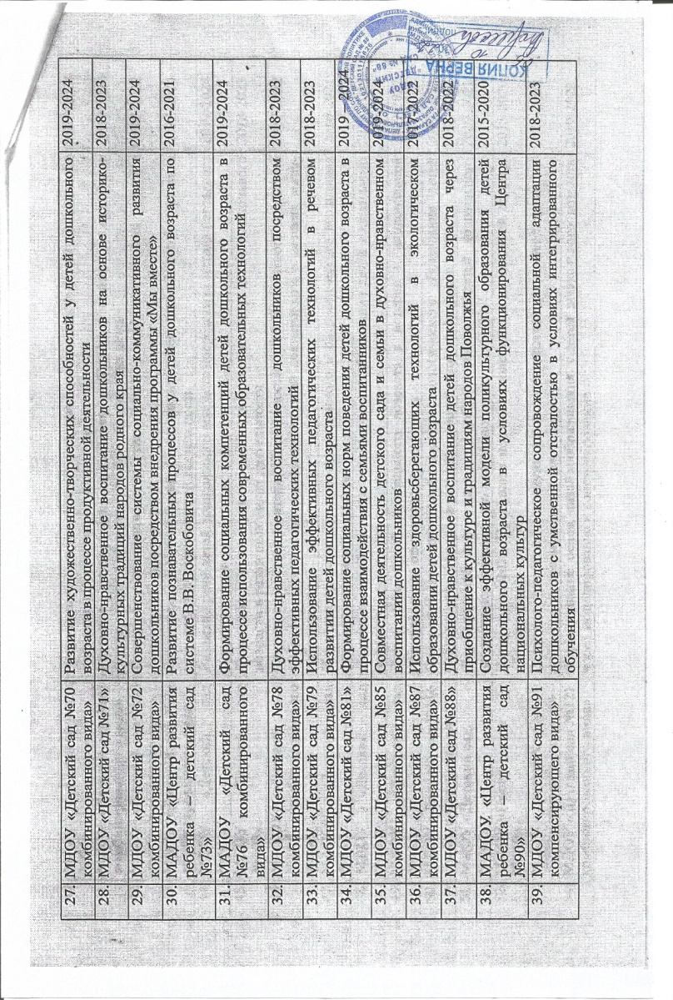 27. МДОУ «Детский сад №70 Развитие художественно-творческих способностей у детей дошкольного 2019-2024
комбинированного вида» возраста в процессе продуктивной деятельности
28. МДОУ «Детский сад №71» Духовно-нравственное воспитание дошкольников на основе историко- 2018-2023
культурных традиций народов родного края
29. МДОУ «Детский сад №72 Совершенствование системы социально-коммуникативного развития 2019-2024
комбинированного вида» дошкольников посредством внедрения программы «Мы вместе»
30. МАДОУ «Центр развития Развитие познавательных процессов у детей дошкольного возраста по 2016-2021
ребенка – детский сад системе В.В. Воскобовича
№73»
31. МАДОУ «Детский сад Формирование социальных компетенций детей дошкольного возраста в 2019-2024
№76 комбинированного процессе использования современных образовательных технологий
вида»
32. МДОУ «Детский сад №78 Духовно-нравственное воспитание дошкольников посредством 2018-2023
комбинированного вида» эффективных педагогических технологий
33. МДОУ «Детский сад №79 Использование эффективных педагогических технологий в речевом 2018-2023
комбинированного вида» развитии детей дошкольного возраста
34. МАДОУ «Детский сад №81» Формирование социальных норм поведения детей дошкольного возраста в 2019 2024
процессе взаимодействия с семьями воспитанников
35. МДОУ «Детский сад №85 Совместная деятельность детского сада и семьи в духовно-нравственном 2019-2024
комбинированного вида» воспитании дошкольников
36. МДОУ «Детский сад №87 Использование здоровьсберегающих технологий в экологическом 2017-2022
комбинированного вида» образовании детей дошкольного возраста
37. МДОУ «Детский сад №88» Духовно-нравственное воспитание детей дошкольного возраста через 2018-2022
приобщение к культуре и традициям народов Поволжья
38. МАДОУ «Центр развития Создание эффективной модели поликультурного образования детей 2015-2020
ребенка – детский сад дошкольного возраста в условиях функционирования Центра
№90» национальных культур
39. МДОУ «Детский сад №91 Психолого-педагогическое сопровождение социальной адаптации 2018-2023
компенсирующего вида» дошкольников с умственной отсталостью в условиях интегрированного
обучения
МДОУ
"ДЕТСКИЙ
САД № 88"
КОПИЯ ВЕРНА